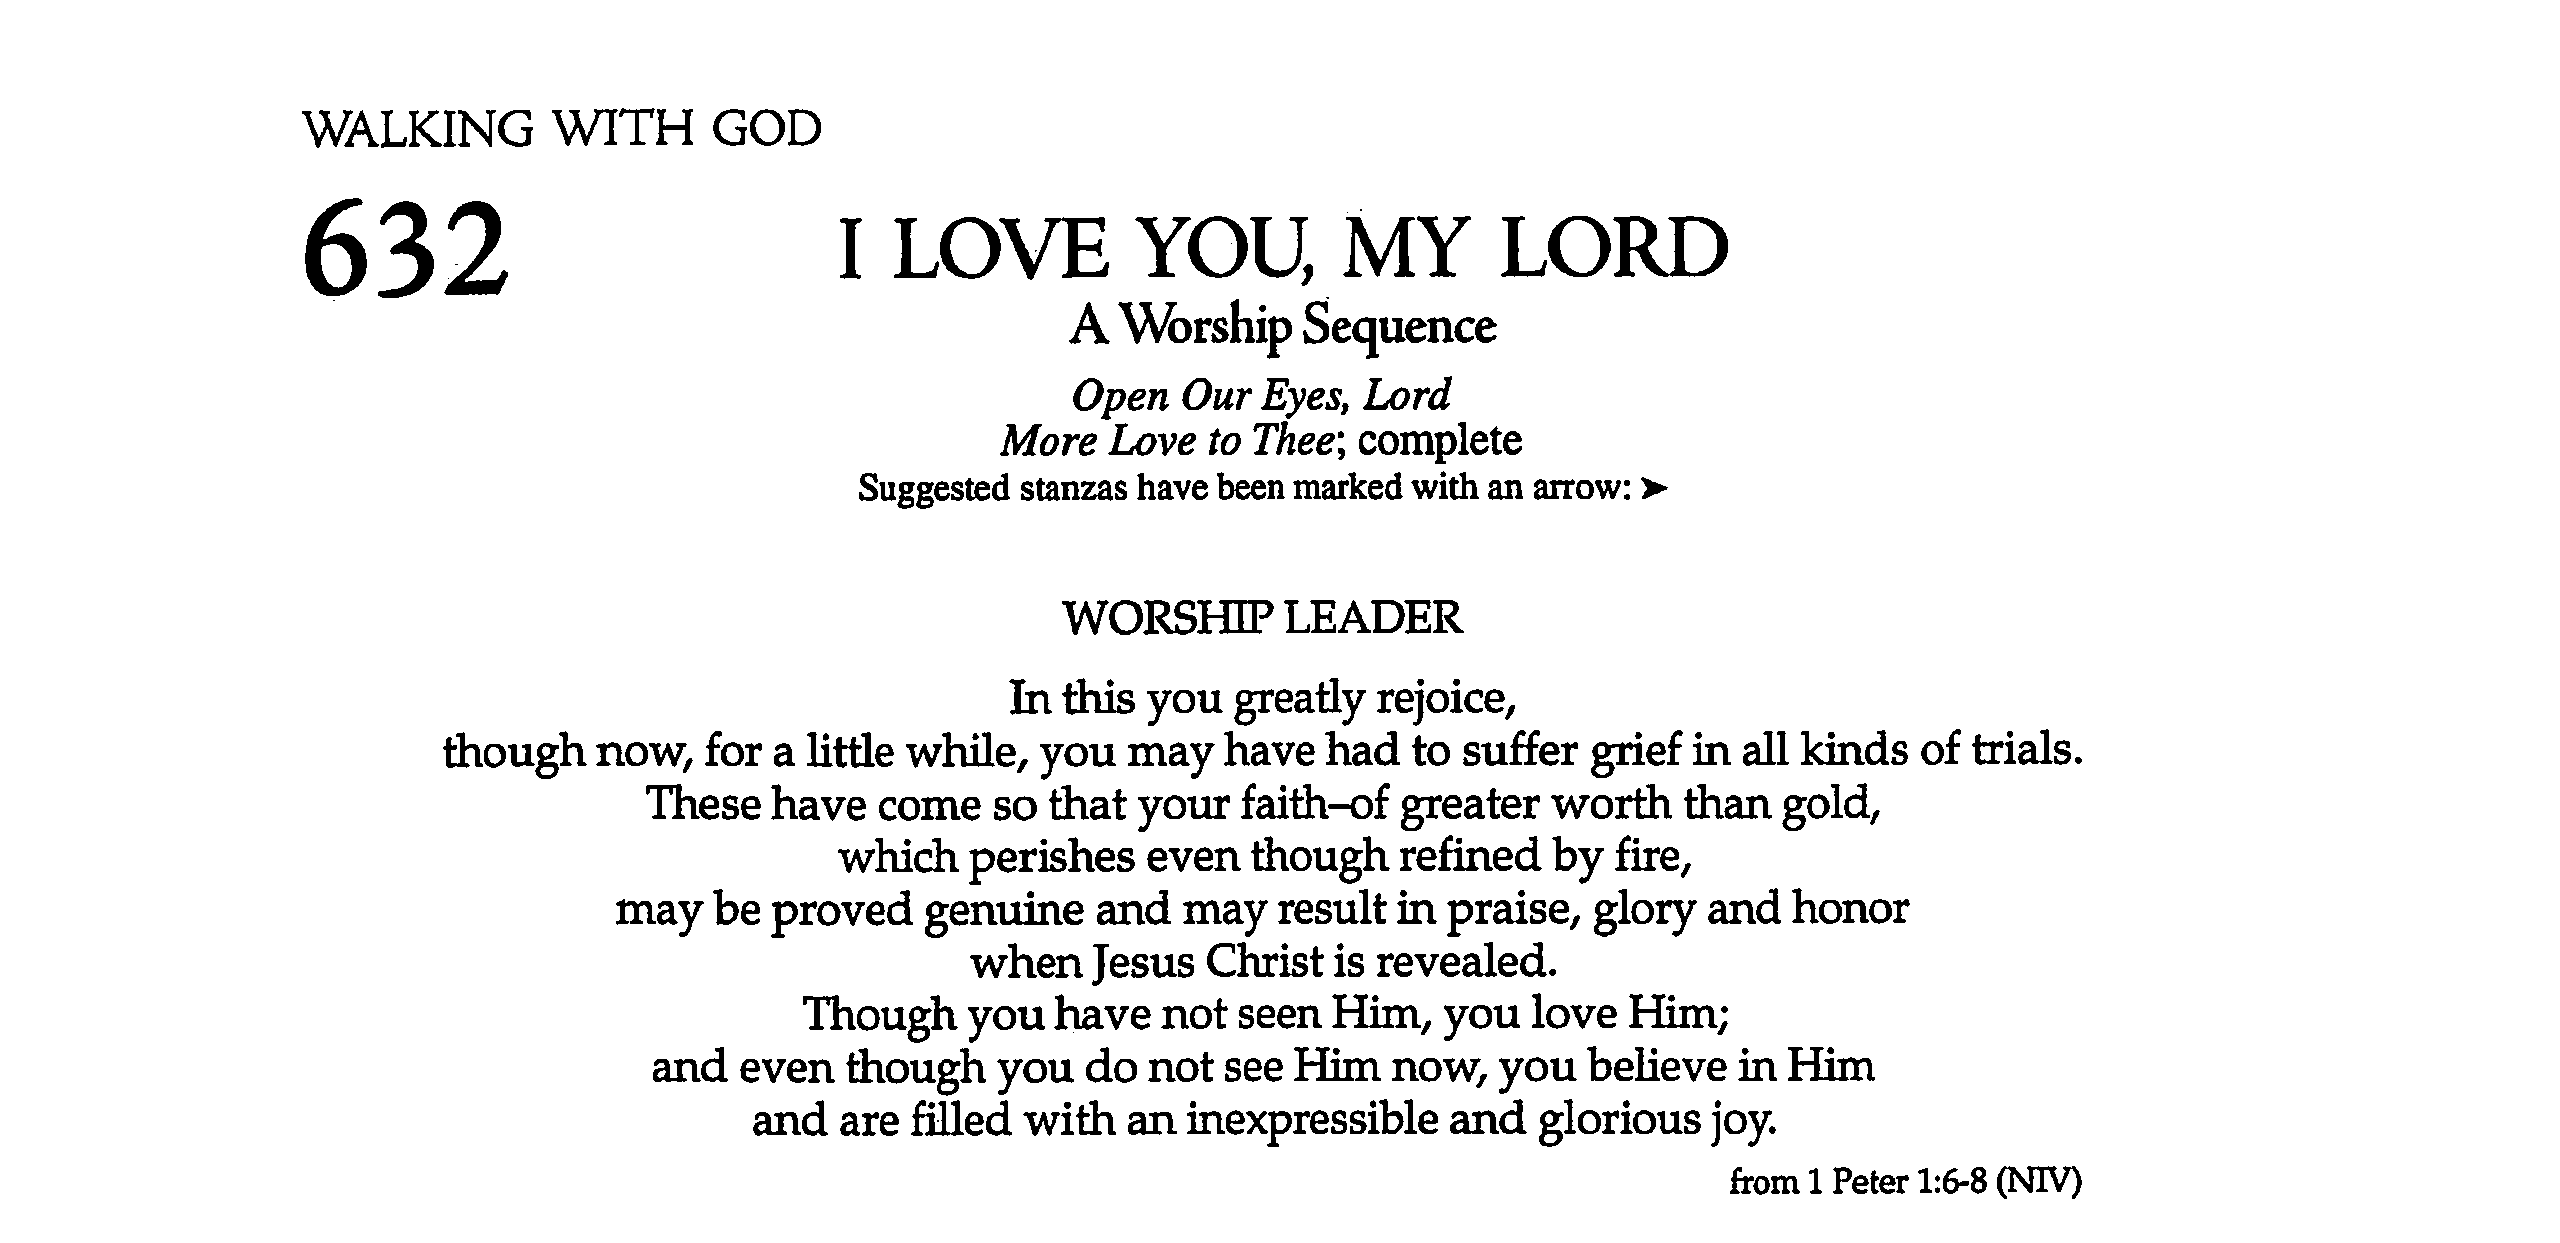 WALKING WITH GOD
632
I LOVE YOU, MY LORD
A Worship Sequence
Open Our Eyes, Lord
More Love to Thee; complete
Suggested stanzas have been marked with an arrow: ➤
WORSHIP LEADER
In this you greatly rejoice,
though now, for a little while, you may have had to suffer grief in all kinds of trials.
These have come so that your faith–of greater worth than gold,
which perishes even though refined by fire,
may be proved genuine and may result in praise, glory and honor
when Jesus Christ is revealed.
Though you have not seen Him, you love Him;
and even though you do not see Him now, you believe in Him
and are filled with an inexpressible and glorious joy.
from 1 Peter 1:6-8 (NIV)